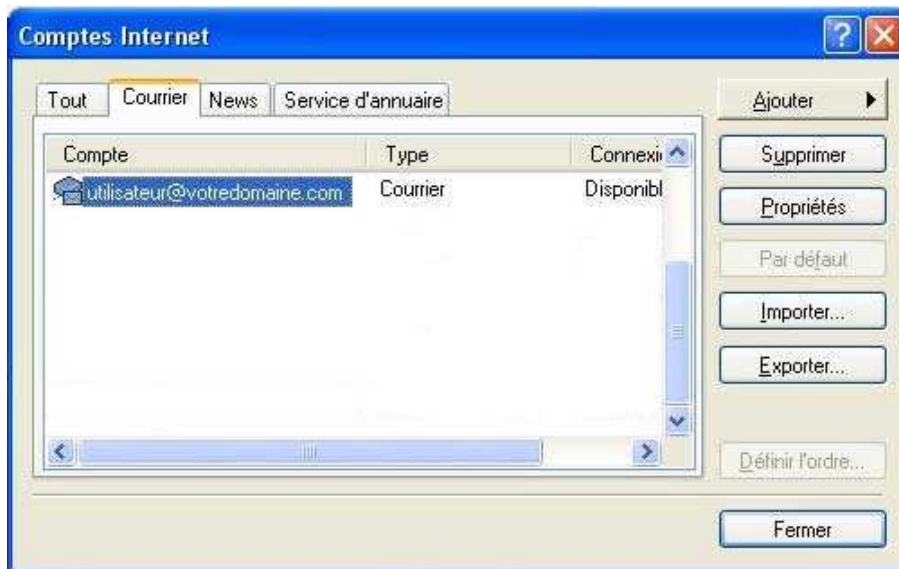 Comptes Internet
Tout Courrier News Service d'annuaire
Ajouter
Compte Type Connexi
Supprimer
utilisateur@votredomaine.com Courrier Disponibl
Propriétés
Par défaut
Importer...
Exporter...
Définir l'ordre...
Fermer